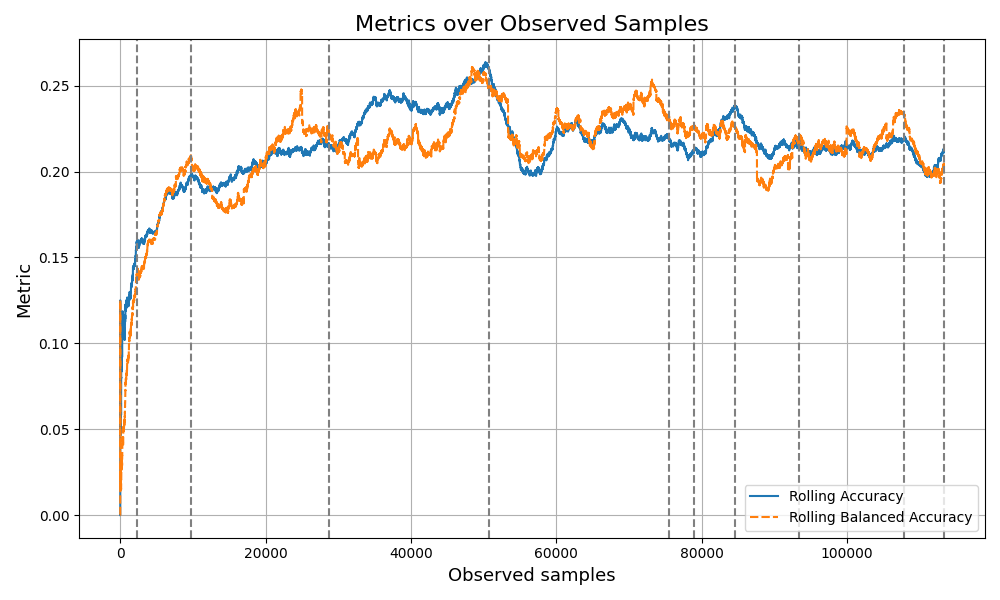 Metrics over Observed Samples
Metric
0.25
0.20
0.15
0.10
0.05
0.00
0
20000
40000
60000
80000
100000
Observed samples
Rolling Accuracy
Rolling Balanced Accuracy